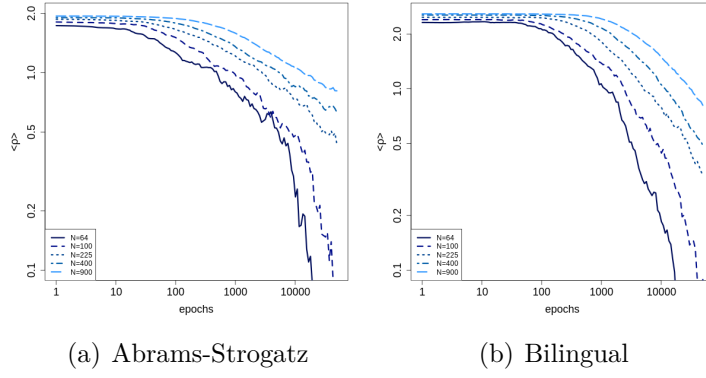 2.0
1.0
0.5
0.2
0.1
<ρ>
N=64
N=100
N=225
N=400
N=900
1 10 100 1000 10000
epochs
(a) Abrams-Strogatz
2.0
1.0
0.5
0.2
0.1
<ρ>
N=64
N=100
N=225
N=400
N=900
1 10 100 1000 10000
epochs
(b) Bilingual